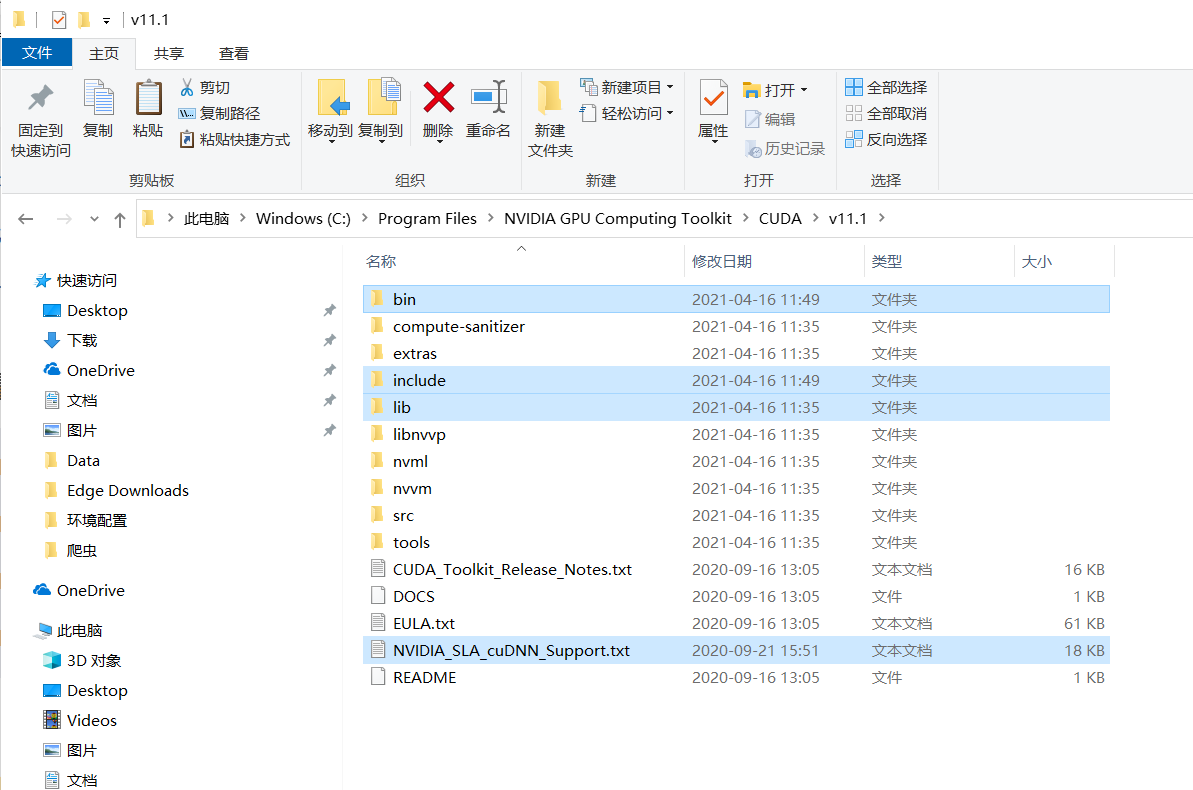 v11.1
文件 主页 共享 查看
固定到快速访问 复制 粘贴 剪切 复制路径 粘贴快捷方式 移动到 复制到 删除 重命名 新建文件夹 新建项目 轻松访问 属性 打开 编辑 历史记录 全部选择 全部取消 反向选择
剪贴板 组织 新建 打开 选择
此电脑 Windows (C:) Program Files NVIDIA GPU Computing Toolkit CUDA v11.1
快速访问
Desktop
下载
OneDrive
文档
图片
Data
Edge Downloads
环境配置
爬虫
OneDrive
此电脑
3D 对象
Desktop
Videos
图片
文档
名称 修改日期 类型 大小
bin 2021-04-16 11:49 文件夹
compute-sanitizer 2021-04-16 11:35 文件夹
extras 2021-04-16 11:35 文件夹
include 2021-04-16 11:49 文件夹
lib 2021-04-16 11:35 文件夹
libnvvp 2021-04-16 11:35 文件夹
nvml 2021-04-16 11:35 文件夹
nvvm 2021-04-16 11:35 文件夹
src 2021-04-16 11:35 文件夹
tools 2021-04-16 11:35 文件夹
CUDA_Toolkit_Release_Notes.txt 2020-09-16 13:05 文本文档 16 KB
DOCS 2020-09-16 13:05 文件 1 KB
EULA.txt 2020-09-16 13:05 文本文档 61 KB
NVIDIA_SLA_cuDNN_Support.txt 2020-09-21 15:51 文本文档 18 KB
README 2020-09-16 13:05 文件 1 KB